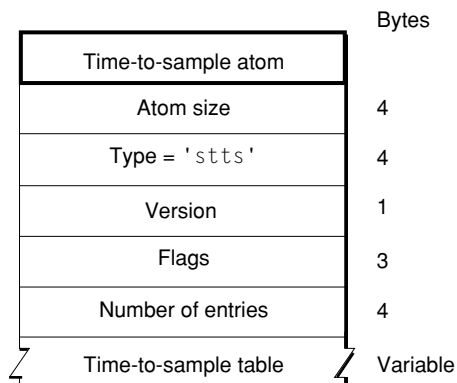 Bytes
Time-to-sample atom
Atom size 4
Type = 'stts' 4
Version 1
Flags 3
Number of entries 4
Time-to-sample table Variable